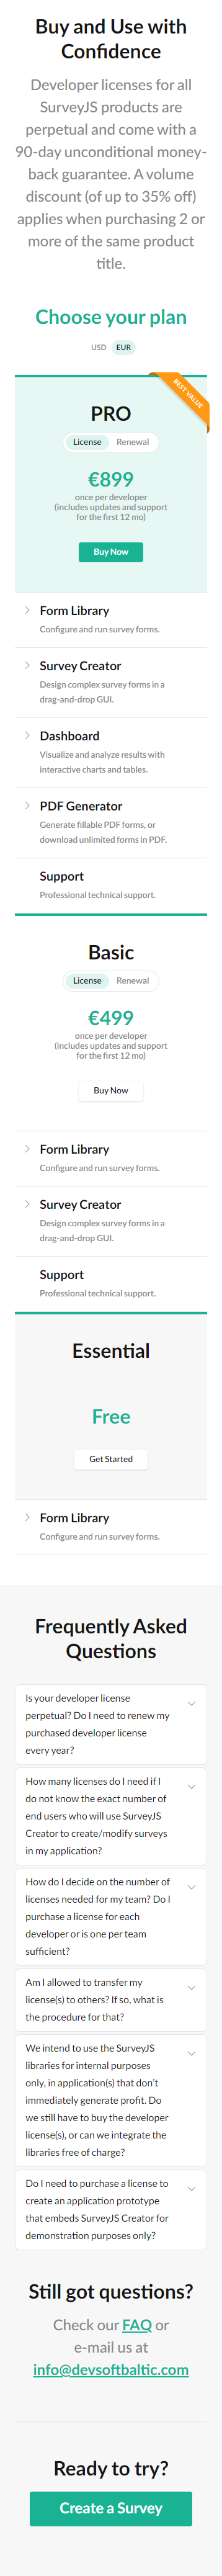 Buy and Use with
Confidence
Developer licenses for all
SurveyJS products are
perpetual and come with a
90-day unconditional money-
back guarantee. A volume
discount (of up to 35% off)
applies when purchasing 2 or
more of the same product
title.
Choose your plan
USD EUR
BEST VALUE
PRO
License Renewal
€899
once per developer
(includes updates and support
for the first 12 mo)
Buy Now
Form Library
Configure and run survey forms.
Survey Creator
Design complex survey forms in a
drag-and-drop GUI.
Dashboard
Visualize and analyze results with
interactive charts and tables.
PDF Generator
Generate fillable PDF forms, or
download unlimited forms in PDF.
Support
Professional technical support.
Basic
License Renewal
€499
once per developer
(includes updates and support
for the first 12 mo)
Buy Now
Form Library
Configure and run survey forms.
Survey Creator
Design complex survey forms in a
drag-and-drop GUI.
Support
Professional technical support.
Essential
Free
Get Started
Form Library
Configure and run survey forms.
Frequently Asked
Questions
Is your developer license
perpetual? Do I need to renew my
purchased developer license
every year?
How many licenses do I need if I
do not know the exact number of
end users who will use SurveyJS
Creator to create/modify surveys
in my application?
How do I decide on the number of
licenses needed for my team? Do I
purchase a license for each
developer or is one per team
sufficient?
Am I allowed to transfer my
license(s) to others? If so, what is
the procedure for that?
We intend to use the SurveyJS
libraries for internal purposes
only, in application(s) that don't
immediately generate profit. Do
we still have to buy the developer
license(s), or can we integrate the
libraries free of charge?
Do I need to purchase a license to
create an application prototype
that embeds SurveyJS Creator for
demonstration purposes only?
Still got questions?
Check our FAQ or
e-mail us at
info@devsoftbaltic.com
Ready to try?
Create a Survey